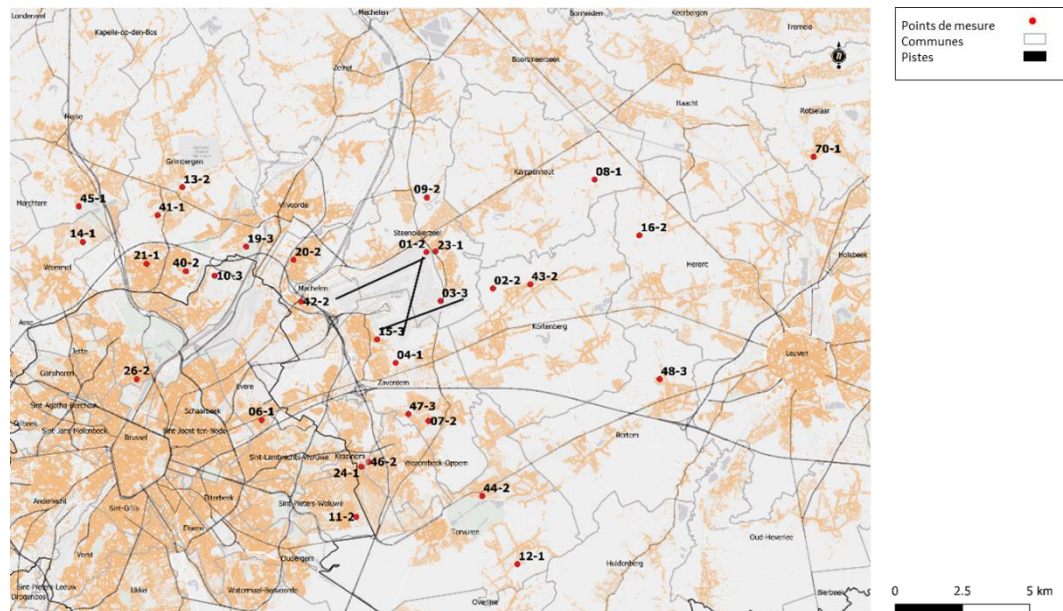 Londerzeel
Mechelen
Bonheiden
Keerbergen
Tremelo
Kapelle-op-den-Bos
Zemst
Boortmeerbeek
Haacht
Rotselaar
Meise
70-1
Grimbergen
13-2
Kampenhout
08-1
09-2
45-1
Merchtem
41-1
Vilvoorde
14-1
Steenokkerzeel
16-2
19-3
01-2
23-1
20-2
Herent
Holsbeek
21-1
40-2
Wemmel
10-3
Machelen
02-2
43-2
42-2
03-3
Asse
15-3
Kortenberg
Jette
04-1
Leuven
Ganshoren
26-2
Evere
Zaventem
48-3
Sint-Agatha-Berchem
Schaarbeek
06-1
47-3
07-2
Dilbeek
Sint-Jans-Molenbeek
Sint-Joost-ten-Node
Brussel
Bertem
Sint-Lambrechts-Woluwe
Kraainem
46-2
Wezembeek-Oppem
24-1
Anderlecht
Etterbeek
Sint-Pieters-Woluwe
44-2
Sint-Gillis
11-2
Elsene
Tervuren
Oud-Heverlee
Vorst
Oudergem
12-1
Huldenberg
Sint-Pieters-Leeuw
Ukkel
Watermaal-Bosvoorde
Drogenbos
Overijse
Bierbeek
Points de mesure
Communes
Pistes
0 2.5 5 km